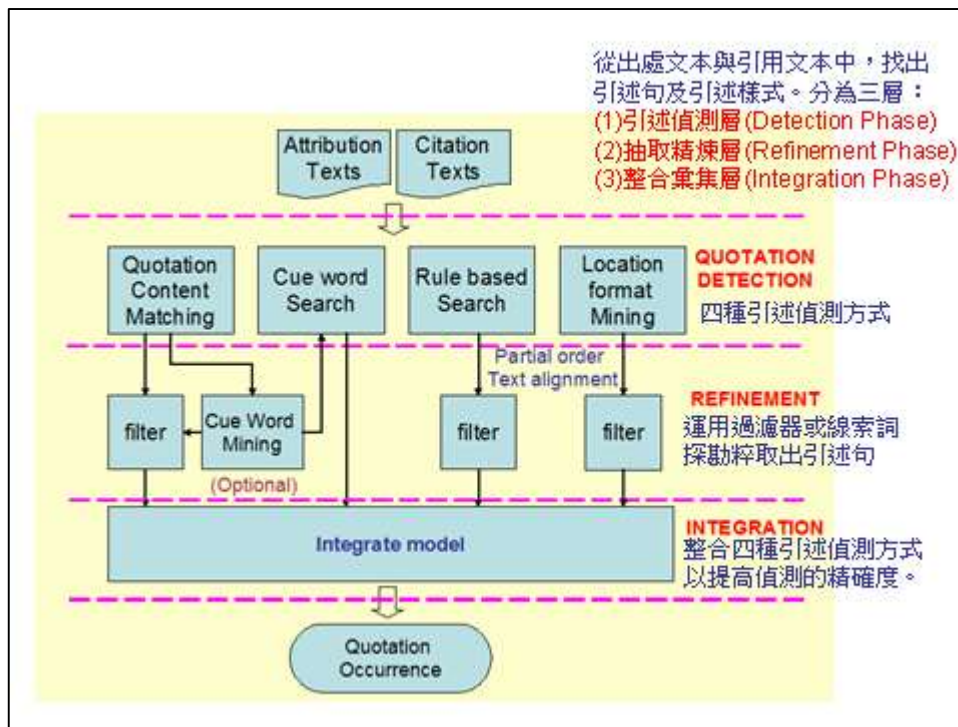 從出處文本與引用文本中，找出
引述句及引述樣式。分為三層：
(1)引述偵測層(Detection Phase)
(2)抽取精煉層(Refinement Phase)
(3)整合彙集層(Integration Phase)
Attribution
Texts
Citation
Texts
Quotation
Content
Matching
Cue word
Search
Rule based
Search
Location
format
Mining
QUOTATION
DETECTION
四種引述偵測方式
Partial order
Text alignment
filter
Cue Word
Mining
(Optional)
filter
filter
REFINEMENT
運用過濾器或線索詞
探勘粹取出引述句
Integrate model
INTEGRATION
整合四種引述偵測方式
以提高偵測的精確度。
Quotation
Occurrence